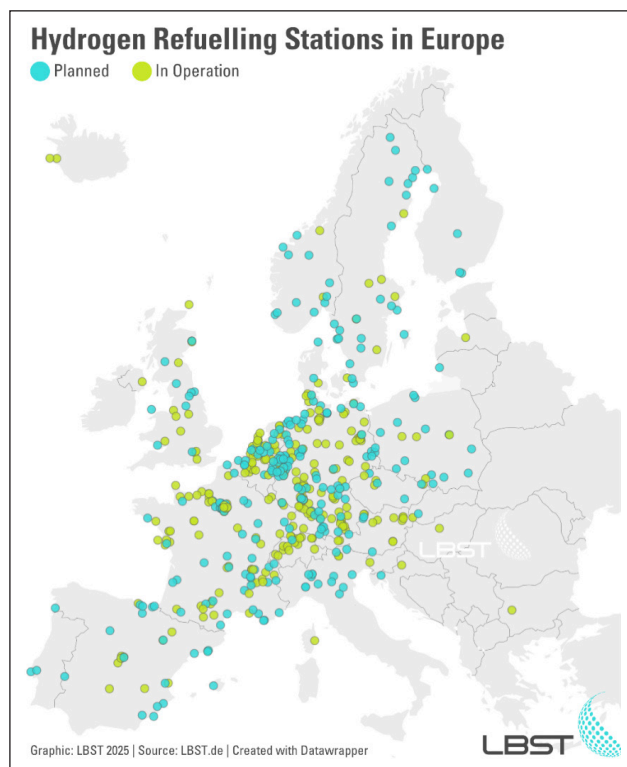 Hydrogen Refuelling Stations in Europe
Planned
In Operation
LBST
Graphic: LBST 2025 | Source: LBST.de | Created with Datawrapper
LBST